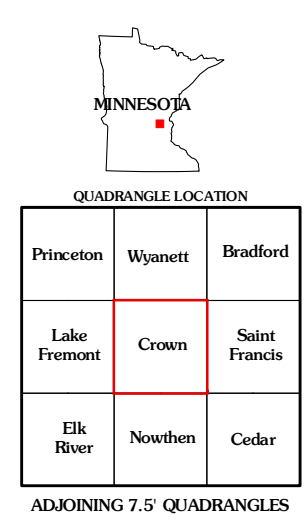 MINNESOTA
QUADRANGLE LOCATION
Princeton Wyanett Bradford
Lake Fremont Crown Saint Francis
Elk River Nowthen Cedar
ADJOINING 7.5' QUADRANGLES